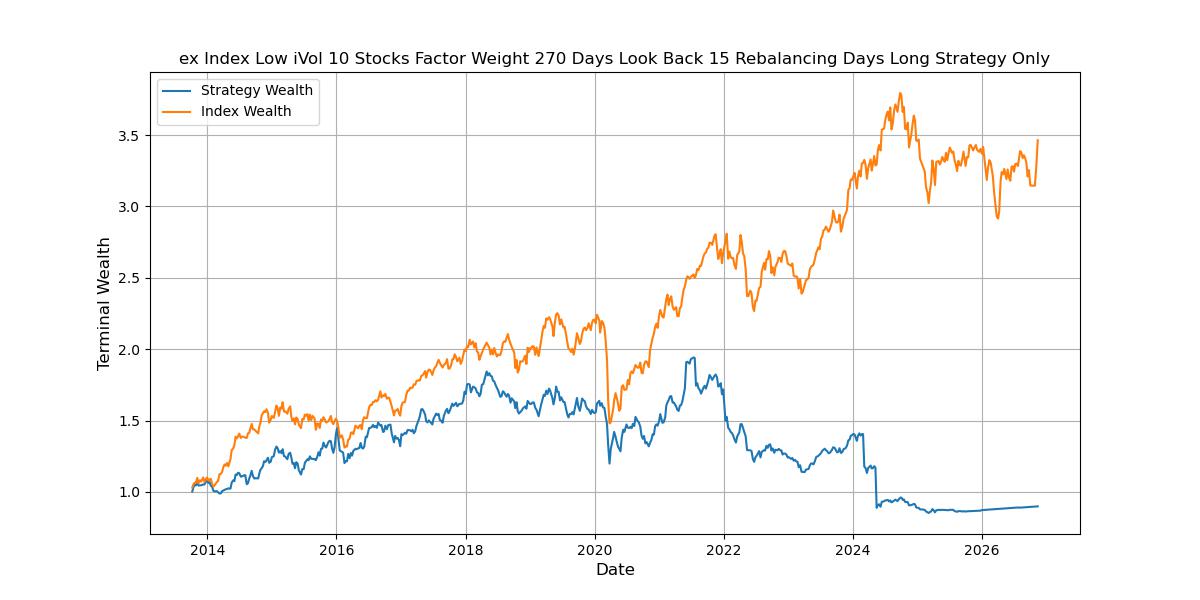 ex Index Low iVol 10 Stocks Factor Weight 270 Days Look Back 15 Rebalancing Days Long Strategy Only
Strategy Wealth
Index Wealth
Terminal Wealth
3.5
3.0
2.5
2.0
1.5
1.0
2014 2016 2018 2020 2022 2024 2026
Date